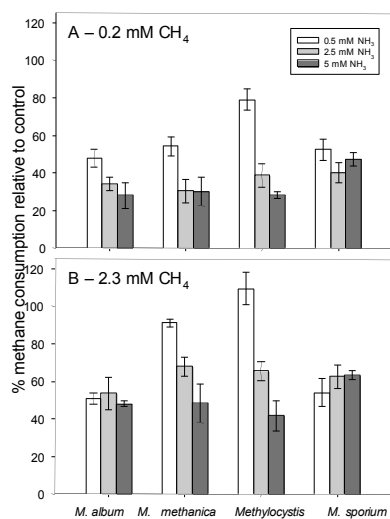 % methane consumption relative to control
A – 0.2 mM CH4
0.5 mM NH3
2.5 mM NH3
5 mM NH3
120
100
80
60
40
20
0
B – 2.3 mM CH4
120
100
80
60
40
20
0
M. album M. methanica Methylocystis M. sporium